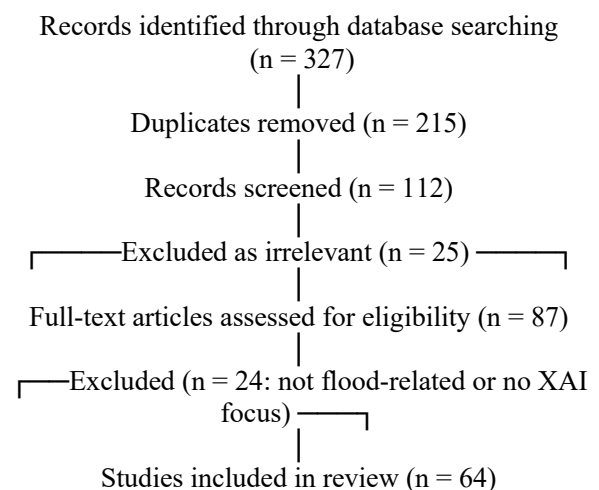 Records identified through database searching
(n = 327)
Duplicates removed (n = 215)
Records screened (n = 112)
Excluded as irrelevant (n = 25)
Full-text articles assessed for eligibility (n = 87)
Excluded (n = 24: not flood-related or no XAI
focus)
Studies included in review (n = 64)